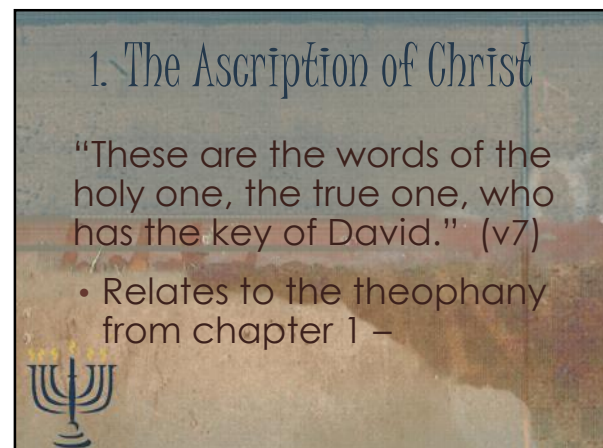 1. The Ascription of Christ
“These are the words of the
holy one, the true one, who
has the key of David.” (v7)
• Relates to the theophany
from chapter 1 –